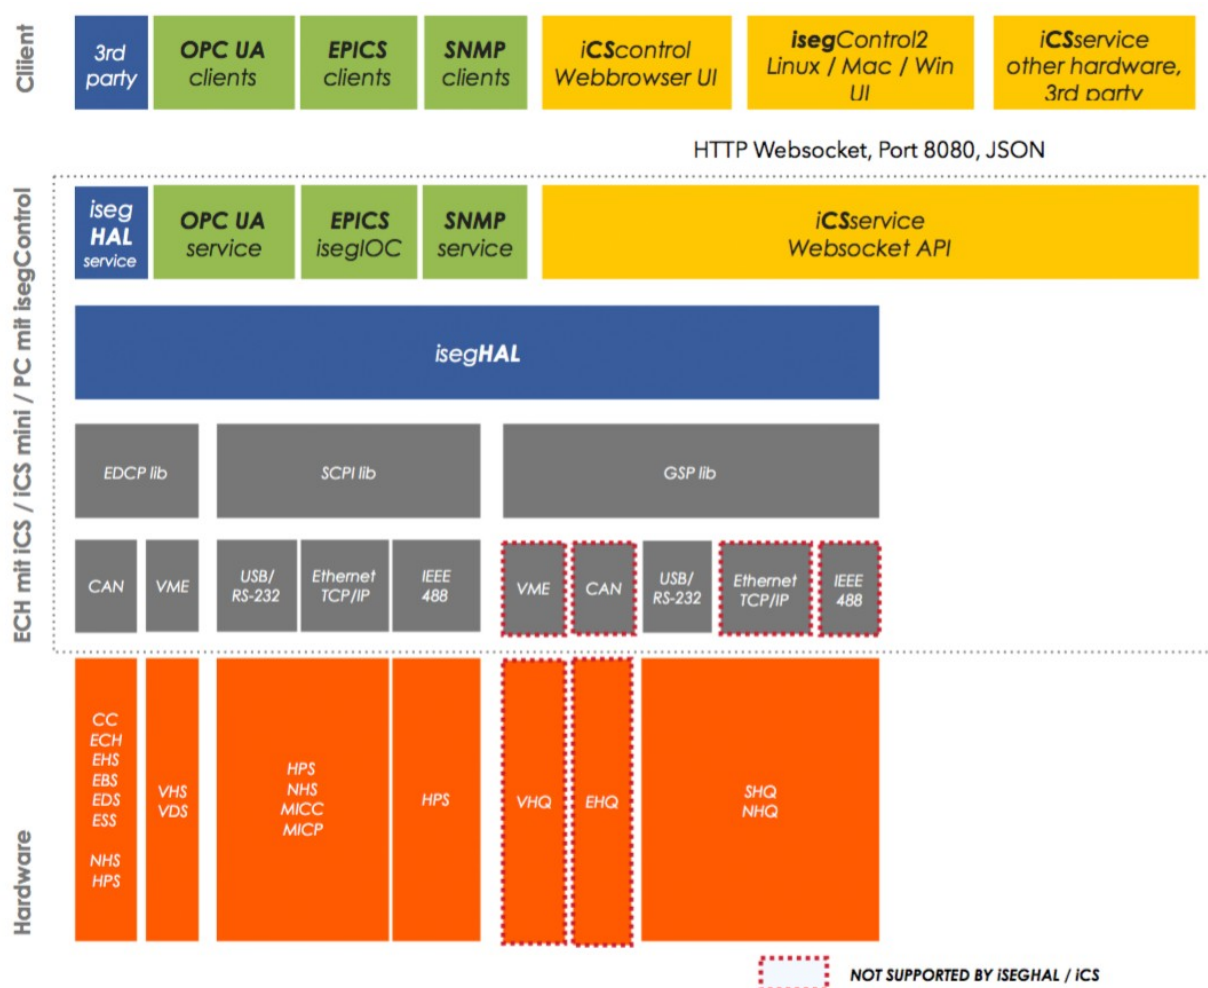 Cliient
3rd
party
OPC UA
clients
EPICS
clients
SNMP
clients
iCScontrol
Webbrowser UI
isegControl2
Linux / Mac / Win
UI
iCSservice
other hardware,
3rd party
HTTP Websocket, Port 8080, JSON
ECH mit iCS / iCS mini / PC mit isegControl
iseg
HAL
service
OPC UA
service
EPICS
isegIOC
SNMP
service
iCSservice
Websocket API
isegHAL
EDCP lib
SCPI lib
GSP lib
CAN
VME
USB/
RS-232
Ethernet
TCP/IP
IEEE
488
VME
CAN
USB/
RS-232
Ethernet
TCP/IP
IEEE
488
Hardware
CC
ECH
EHS
EBS
EDS
ESS
NHS
HPS
VHS
VDS
HPS
NHS
MICC
MICP
HPS
VHQ
EHQ
SHQ
NHQ
NOT SUPPORTED BY iSEGHAL / iCS